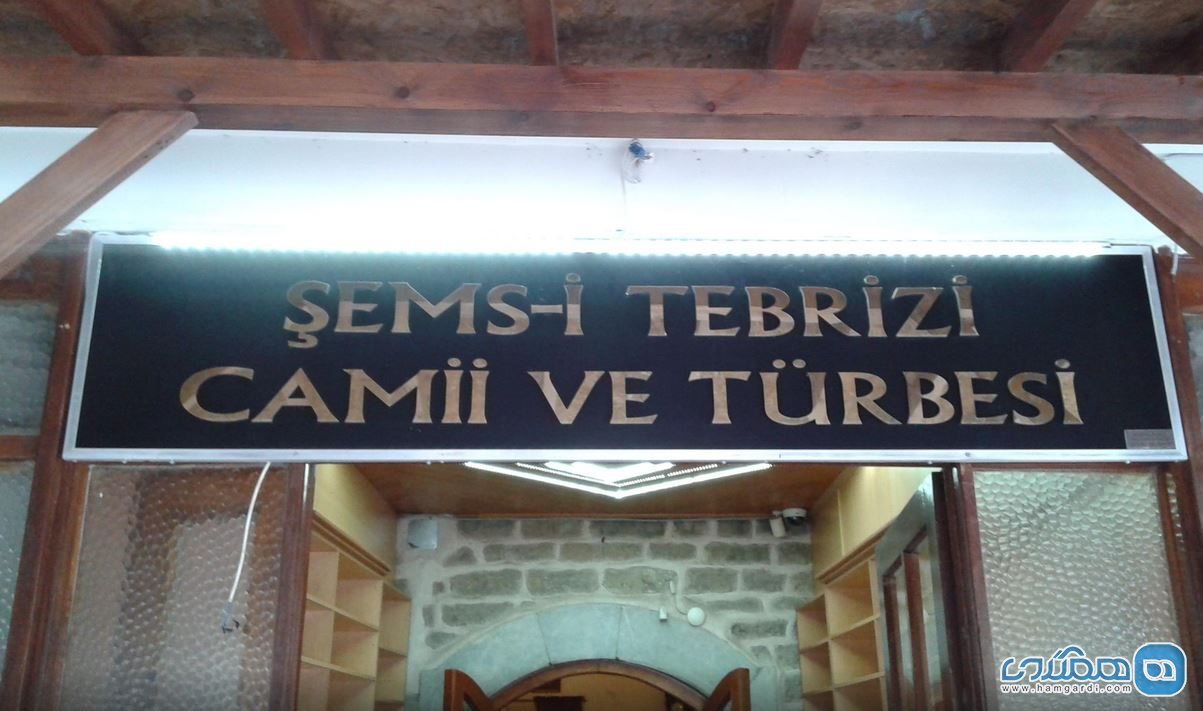 ŞEMS-İ TEBRİZİ
CAMİİ VE TÜRBESİ
همگردی
www.hamgardi.com